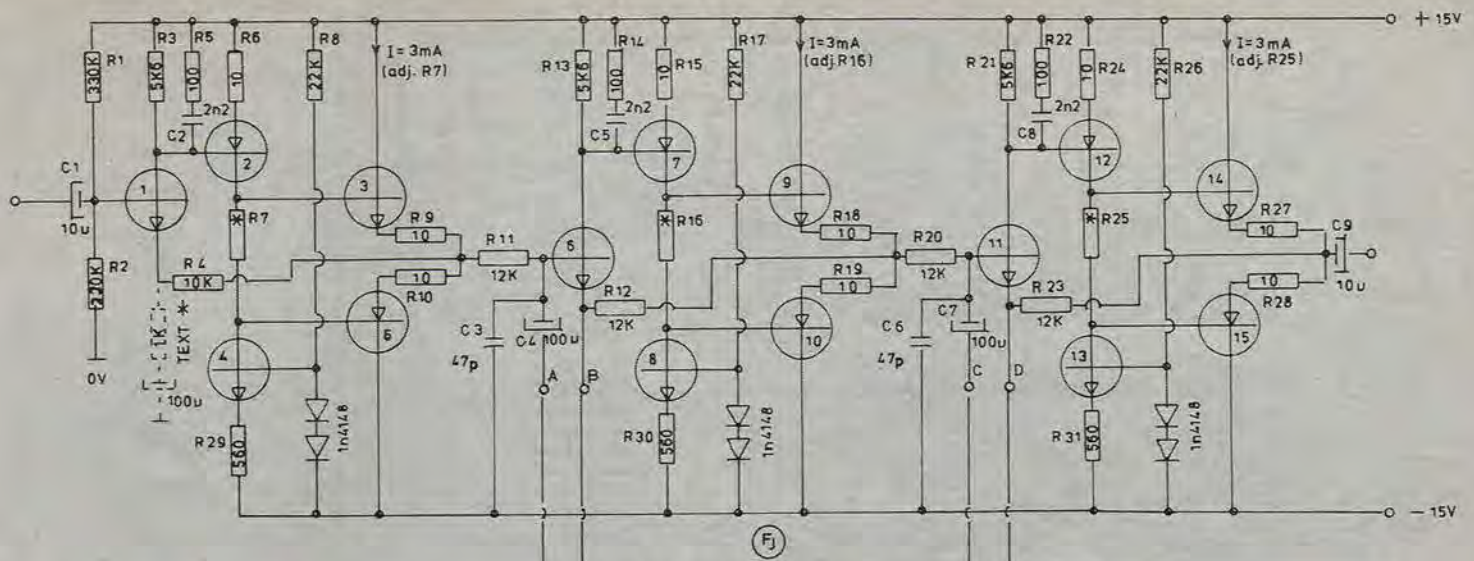 + 15V
R1
330K
R3
5K6
R5
100
R6
10
R8
22K
I = 3mA
(adj. R7)
R13
5K6
R14
100
R15
10
R17
22K
I = 3mA
(adj. R16)
R21
5K6
R22
100
R24
10
R26
22K
I = 3mA
(adj. R25)
C2
2n2
C5
2n2
C8
2n2
2
7
12
C1
10u
1
3
9
14
R7
*
R9
10
R16
*
R18
10
R25
*
R27
10
C9
10u
R11
12K
6
R20
12K
11
R2
220K
R4
10K
R10
10
R19
10
R28
10
R12
12K
R23
12K
1K
TEXT *
100u
0V
4
5
C3
47p
C4
100u
8
10
C6
47p
C7
100u
13
15
A
B
C
D
R29
560
1n4148
R30
560
1n4148
R31
560
1n4148
- 15V
FJ